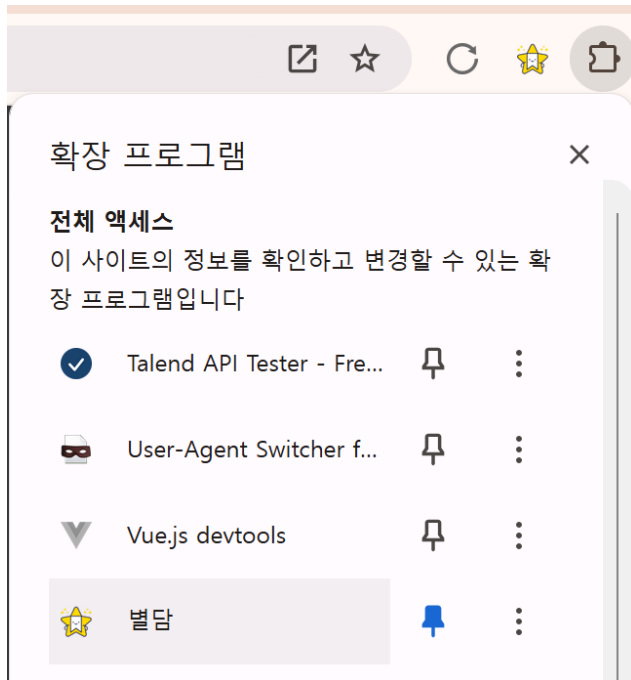 확장 프로그램
전체 액세스
이 사이트의 정보를 확인하고 변경할 수 있는 확
장 프로그램입니다
Talend API Tester - Fre...
User-Agent Switcher f...
Vue.js devtools
별담